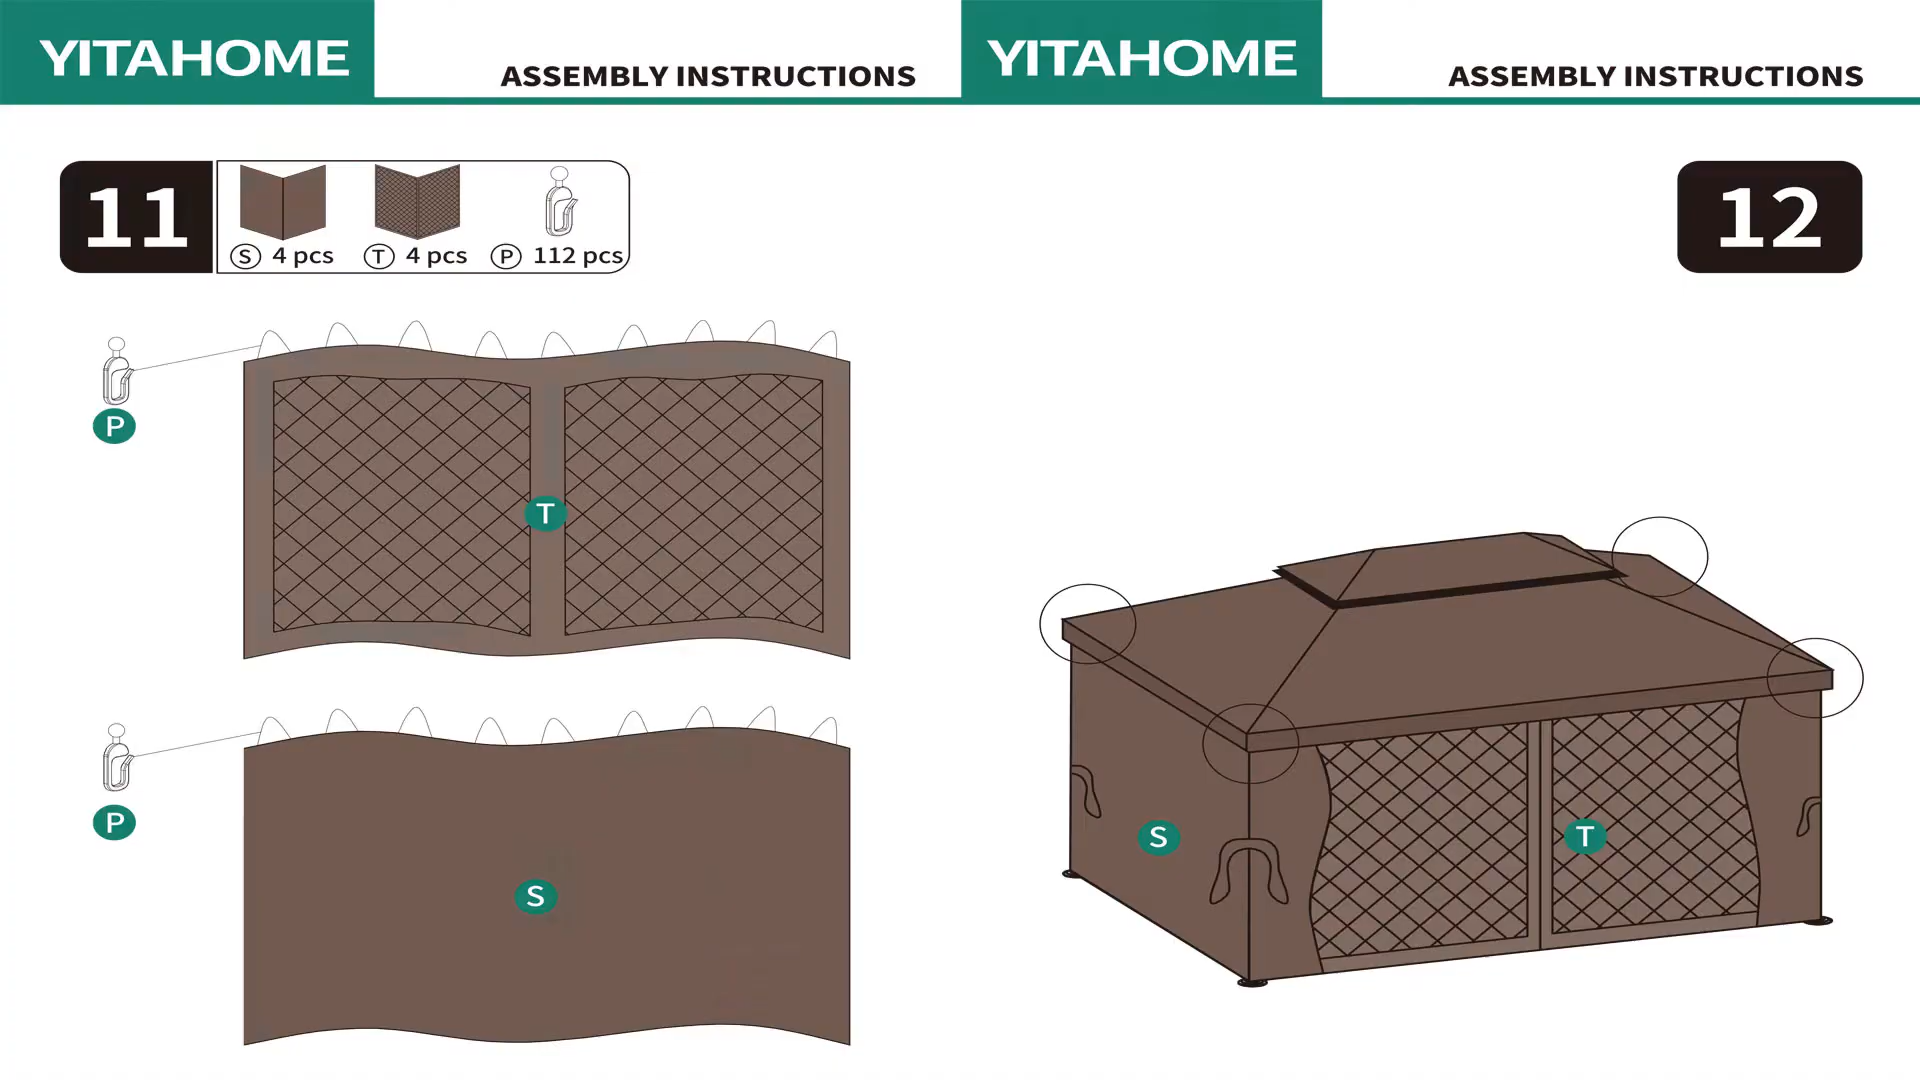 YITAHOME
ASSEMBLY INSTRUCTIONS
11
S 4 pcs
T 4 pcs
P 112 pcs
P
T
P
S
YITAHOME
ASSEMBLY INSTRUCTIONS
12
S
T